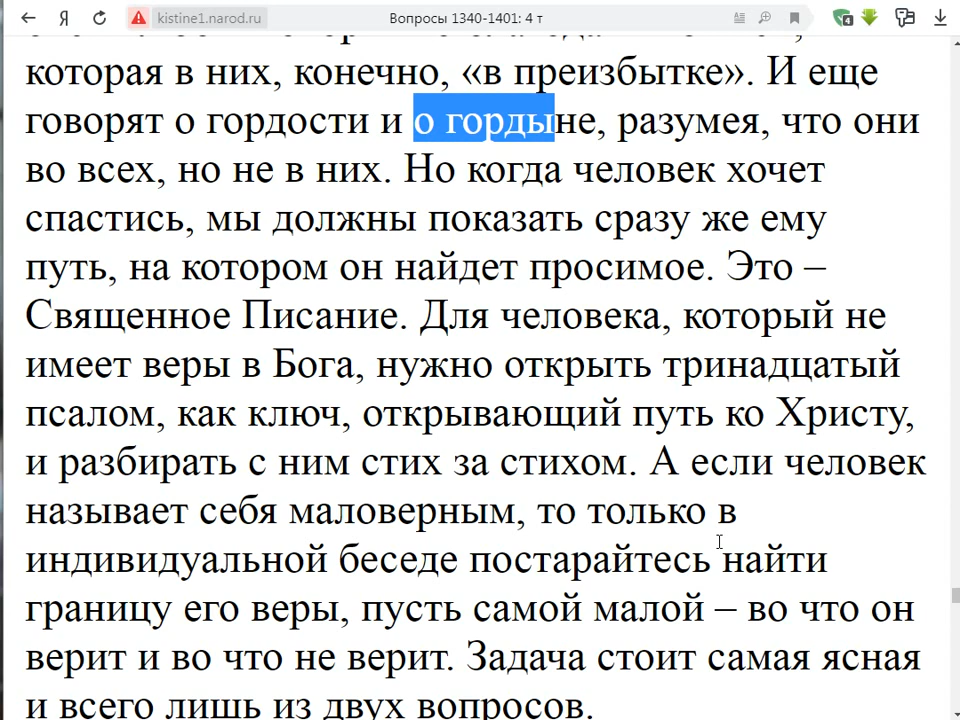 kistine1.narod.ru
Вопросы 1340-1401: 4 т
4
которая в них, конечно, «в преизбытке». И еще
говорят о гордости и о гордыне, разумея, что они
во всех, но не в них. Но когда человек хочет
спастись, мы должны показать сразу же ему
путь, на котором он найдет просимое. Это –
Священное Писание. Для человека, который не
имеет веры в Бога, нужно открыть тринадцатый
псалом, как ключ, открывающий путь ко Христу,
и разбирать с ним стих за стихом. А если человек
называет себя маловерным, то только в
индивидуальной беседе постарайтесь найти
границу его веры, пусть самой малой – во что он
верит и во что не верит. Задача стоит самая ясная
и всего лишь из двух вопросов.